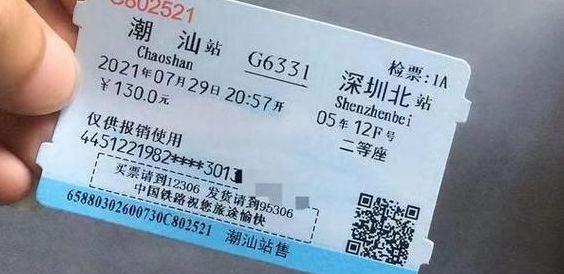 C802521
检票:1A
潮汕站 G6331 深圳北站
Chaoshan Shenzhenbei
2021年07月29日20:57开 05车12F号
¥130.0元 二等座
仅供报销使用
4451221982****3013
买票请到12306 发货请到95306
中国铁路祝您旅途愉快
65880302600730C802521 潮汕站售